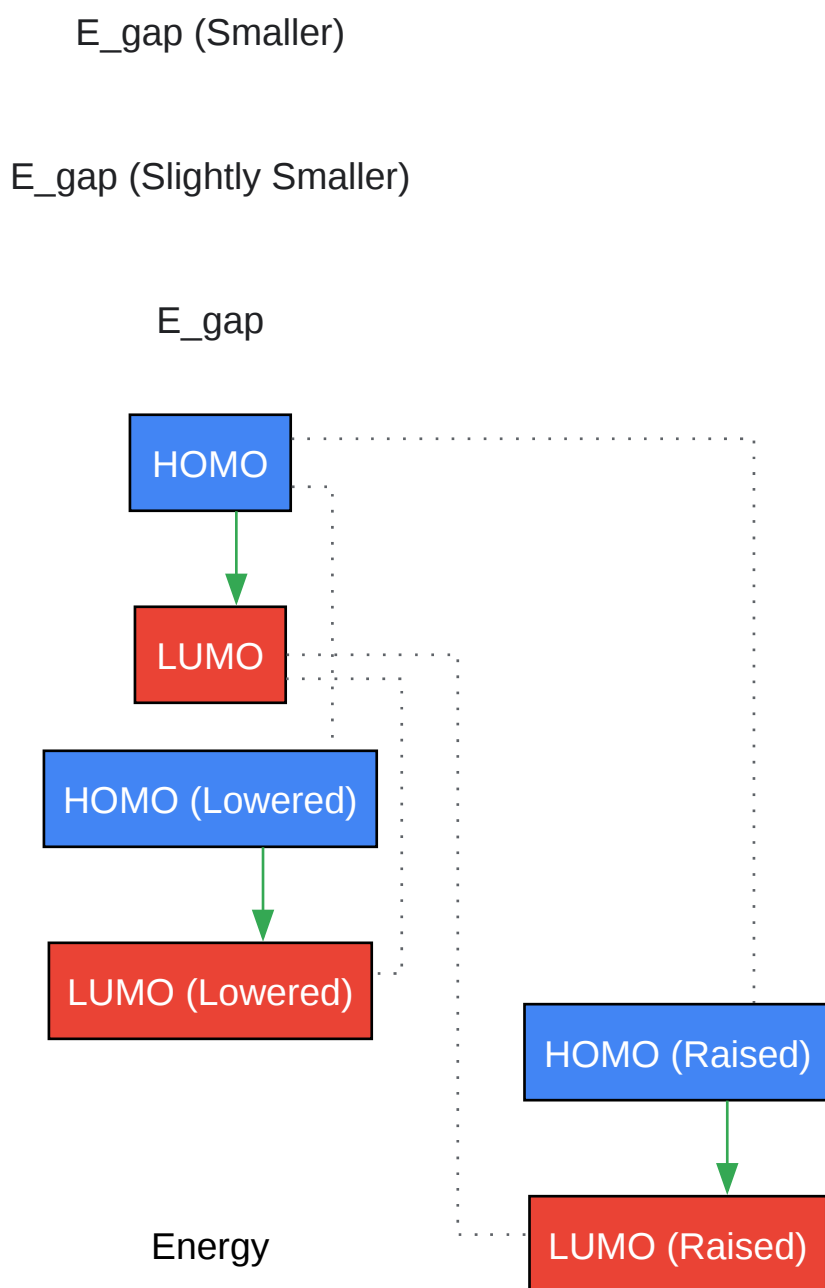 E_gap (Smaller)
E_gap (Slightly Smaller)
E_gap
HOMO
LUMO
HOMO (Lowered)
LUMO (Lowered)
HOMO (Raised)
Energy
LUMO (Raised)